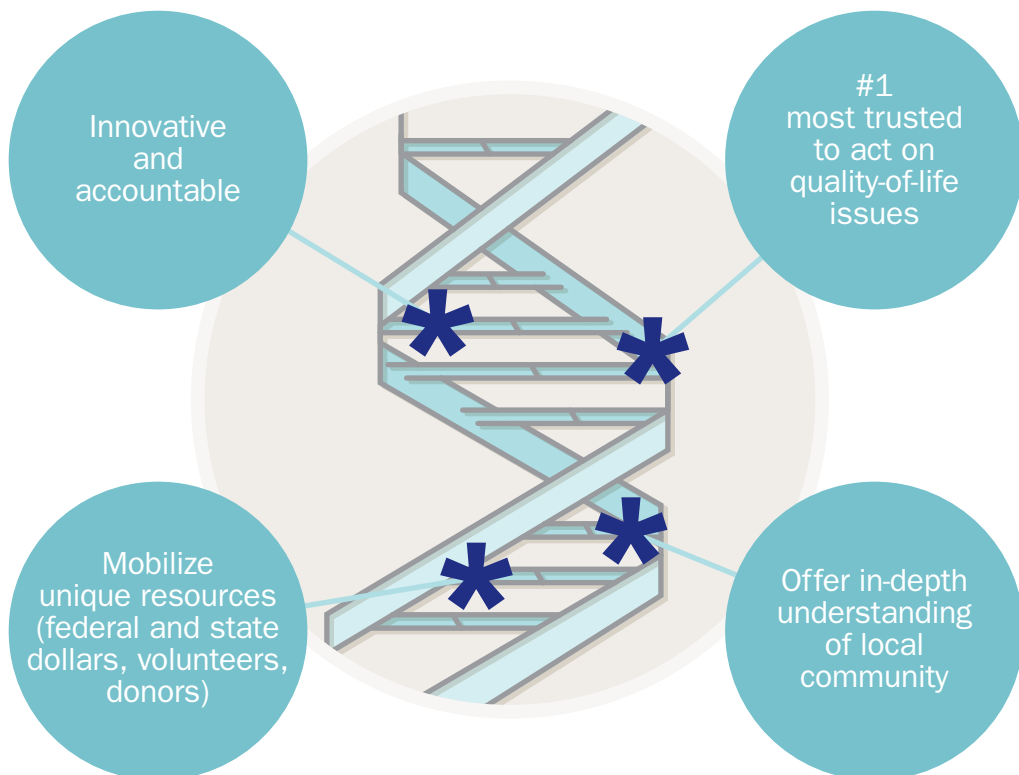 Innovative
and
accountable
#1
most trusted
to act on
quality-of-life
issues
Mobilize
unique resources
(federal and state
dollars, volunteers,
donors)
Offer in-depth
understanding
of local
community